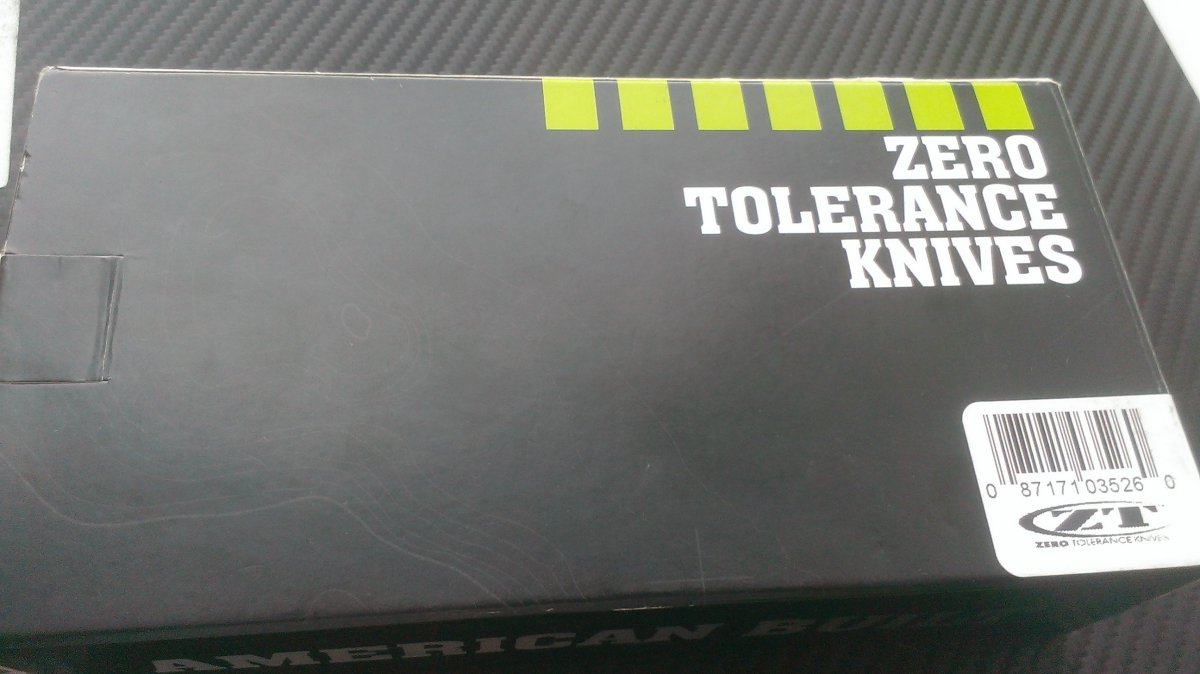 ZERO
TOLERANCE
KNIVES
0 87171 03526 0
ZT
ZERO TOLERANCE KNIVES
AMERICAN